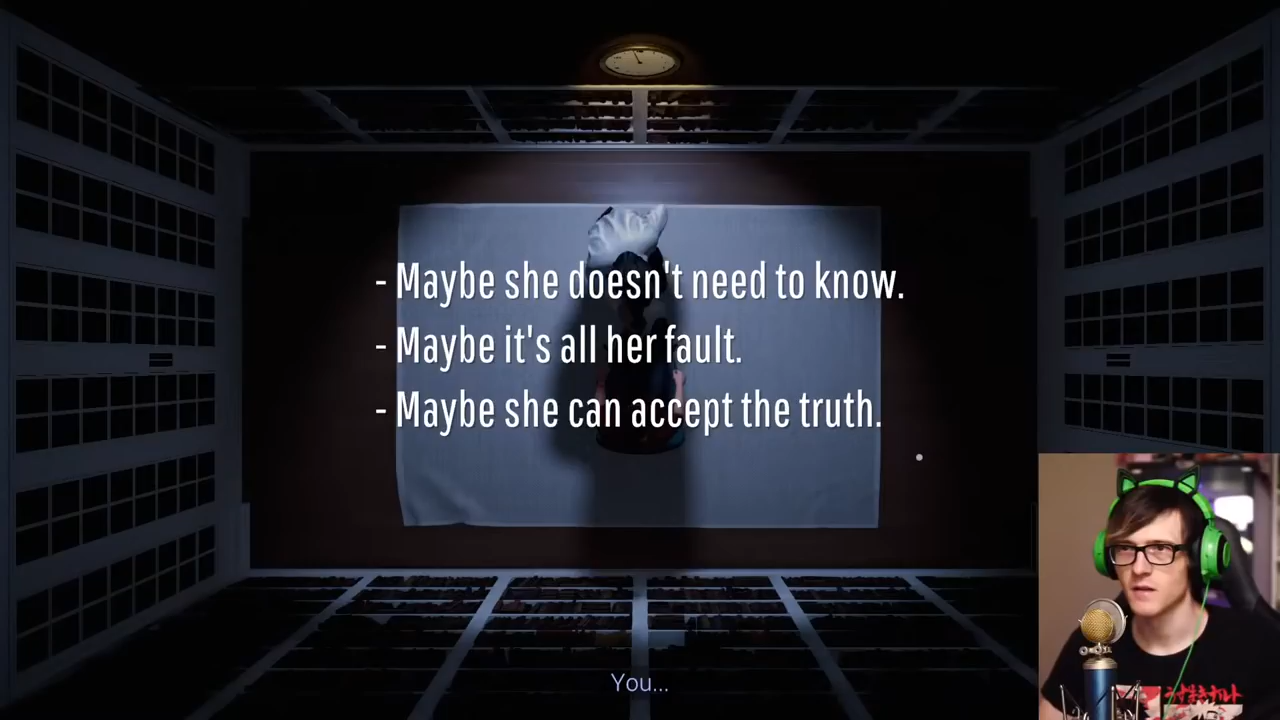 - Maybe she doesn't need to know.
- Maybe it's all her fault.
- Maybe she can accept the truth.
You...